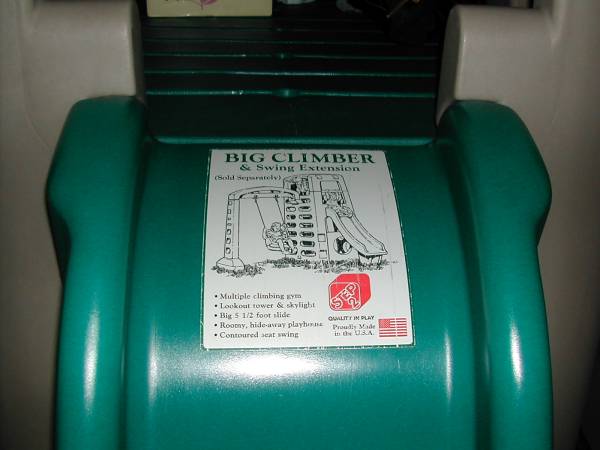 BIG CLIMBER
& Swing Extension
(Sold Separately)
• Multiple climbing gym
• Lookout tower & skylight
• Big 5 1/2 foot slide
• Roomy, hide-away playhouse
• Contoured seat swing
STEP 2
QUALITY IN PLAY
Proudly Made
in the U.S.A.